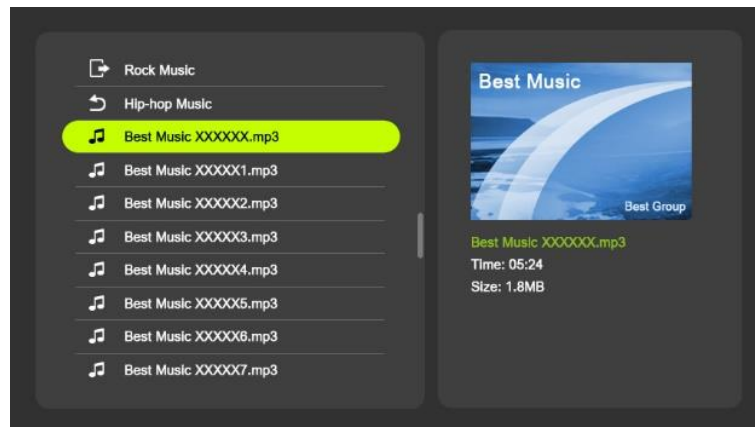 Rock Music
Hip-hop Music
Best Music XXXXXX.mp3
Best Music XXXXX1.mp3
Best Music XXXXX2.mp3
Best Music XXXXX3.mp3
Best Music XXXXX4.mp3
Best Music XXXXX5.mp3
Best Music XXXXX6.mp3
Best Music XXXXX7.mp3
Best Music
Best Group
Best Music XXXXXX.mp3
Time: 05:24
Size: 1.8MB